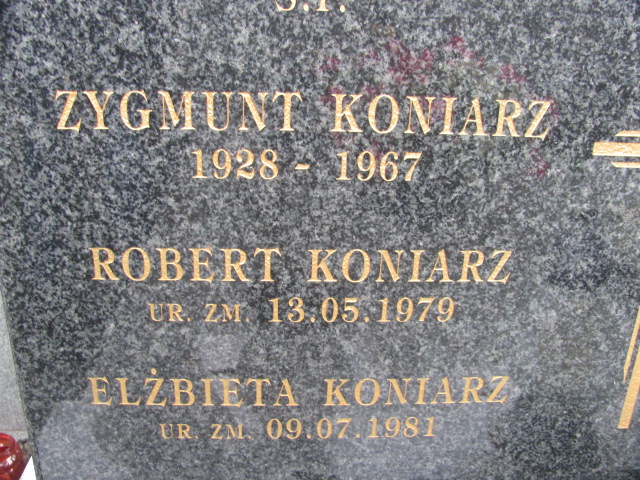 Ś.P.
ZYGMUNT KONIARZ
1928 - 1967
ROBERT KONIARZ
UR. ZM. 13.05.1979
ELŻBIETA KONIARZ
UR. ZM. 09.07.1981